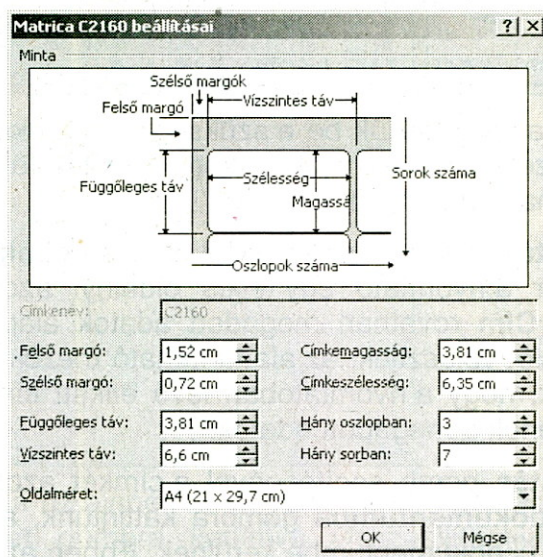 Matrica C2160 beállításai
Minta
Szélső margók
Vízszintes táv
Felső margó
Függőleges táv
Szélesség
Magassá
Sorok száma
Oszlopok száma
Címkenév: C2160
Felső margó: 1,52 cm Címkemagasság: 3,81 cm
Szélső margó: 0,72 cm Címkeszélesség: 6,35 cm
Függőleges táv: 3,81 cm Hány oszlopban: 3
Vízszintes táv: 6,6 cm Hány sorban: 7
Oldalméret: A4 (21 x 29,7 cm)
OK Mégse